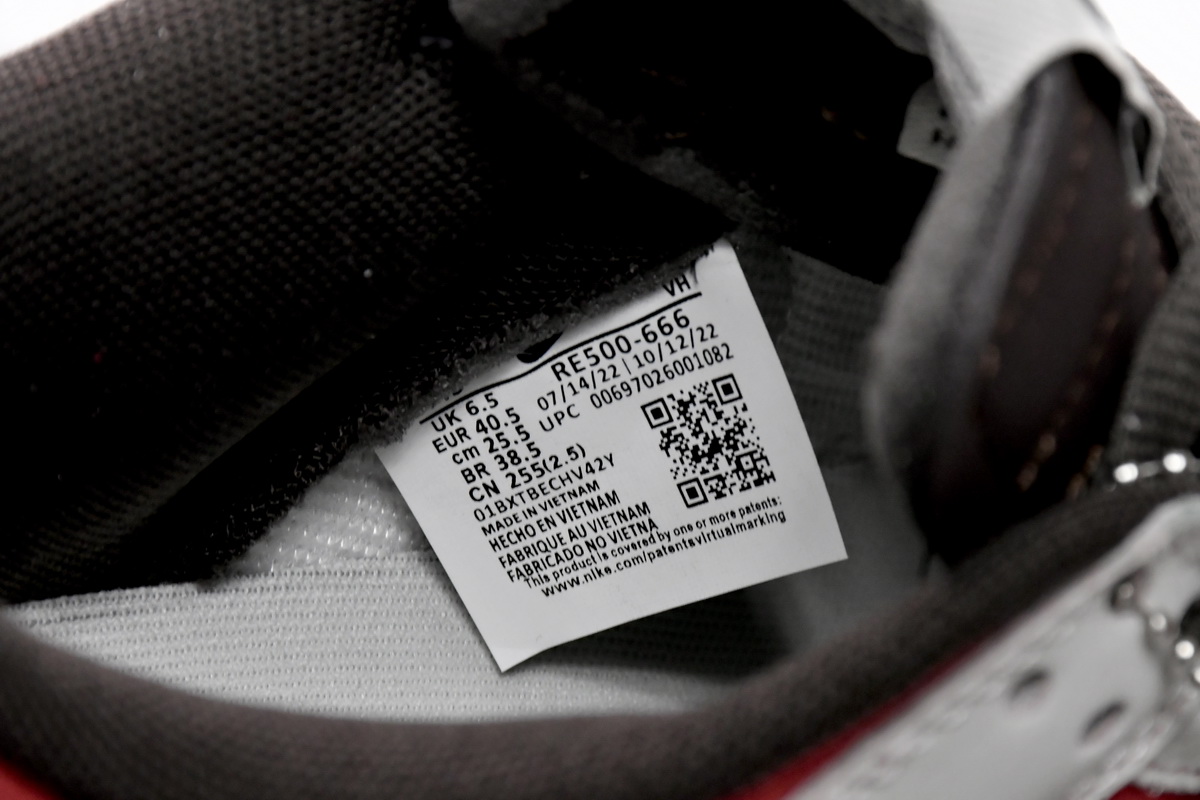 VH
RE500-666
07/14/22 | 10/12/22
UPC 00697026001082
UK 6.5
EUR 40.5
cm 25.5
BR 38.5
CN 255(2.5)
01BXTBECHV42Y
MADE IN VIETNAM
HECHO EN VIETNAM
FABRIQUE AU VIETNAM
FABRICADO NO VIETNA
This product is covered by one or more patents:
www.nike.com/patentsvirtualmarking